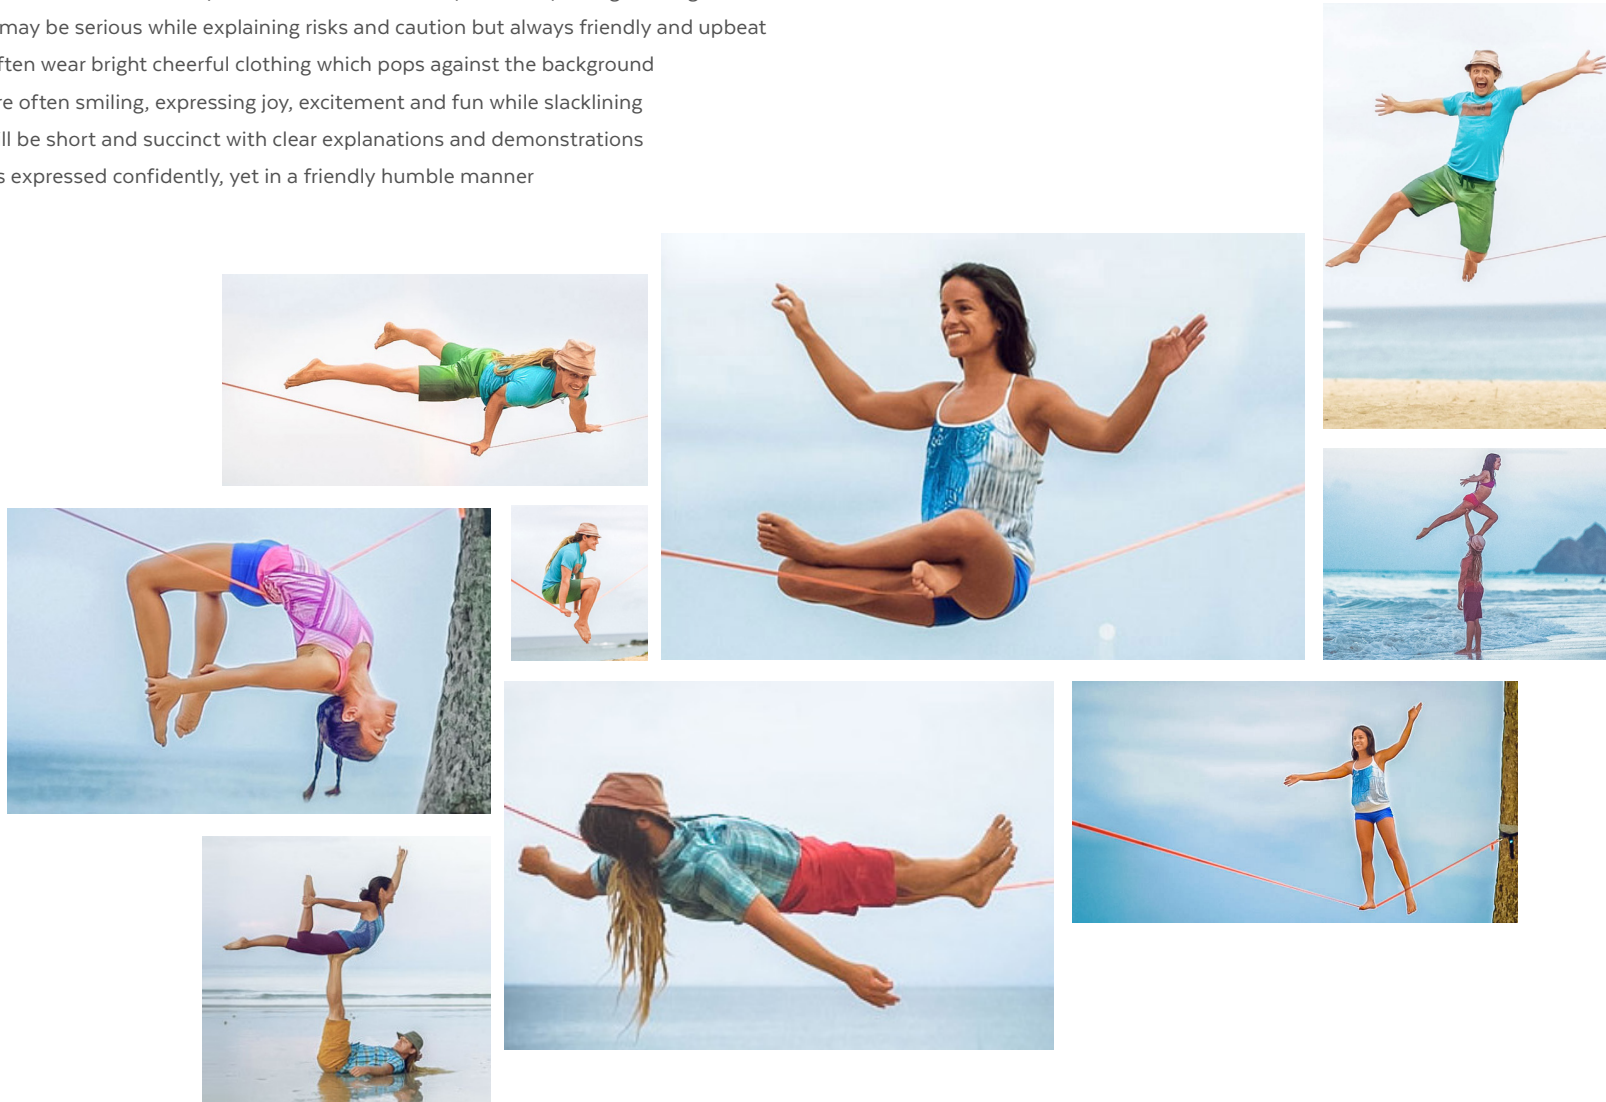 may be serious while explaining risks and caution but always friendly and upbeat
ften wear bright cheerful clothing which pops against the background
re often smiling, expressing joy, excitement and fun while slacklining
ll be short and succinct with clear explanations and demonstrations
s expressed confidently, yet in a friendly humble manner